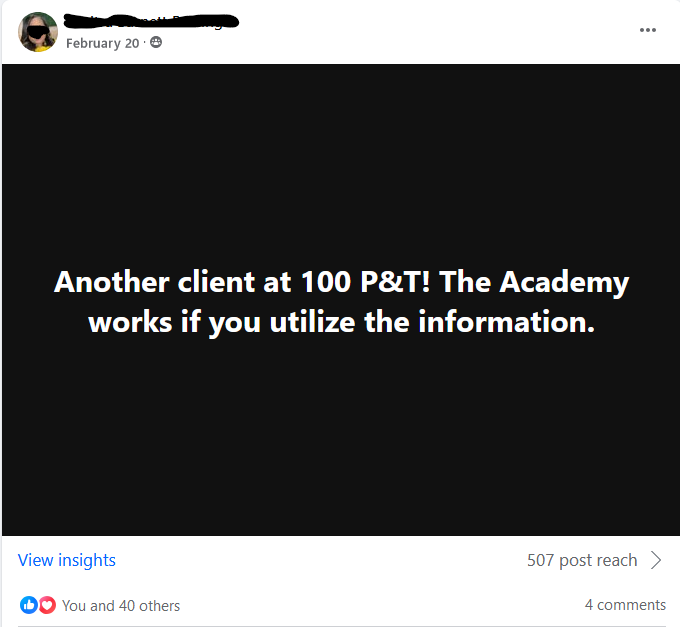 February 20 ·
Another client at 100 P&T! The Academy
works if you utilize the information.
View insights
507 post reach
You and 40 others
4 comments